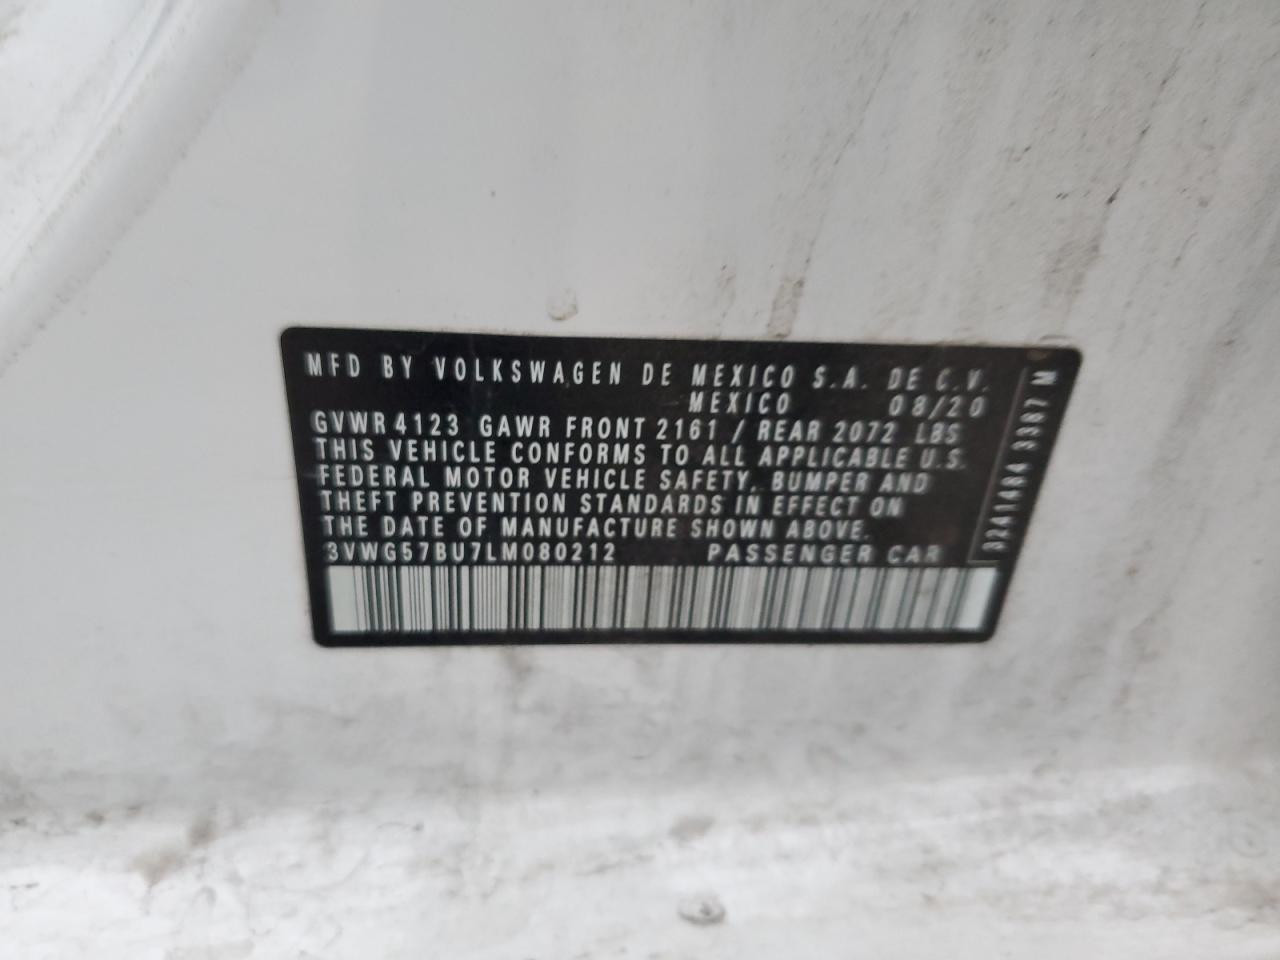 MFD BY VOLKSWAGEN DE MEXICO S.A. DE C.V.
MEXICO 08/20
GVWR 4123 GAWR FRONT 2161 / REAR 2072 LBS
THIS VEHICLE CONFORMS TO ALL APPLICABLE U.S.
FEDERAL MOTOR VEHICLE SAFETY, BUMPER AND
THEFT PREVENTION STANDARDS IN EFFECT ON
THE DATE OF MANUFACTURE SHOWN ABOVE.
3VWG57BU7LM080212 PASSENGER CAR
3241484 3387 M